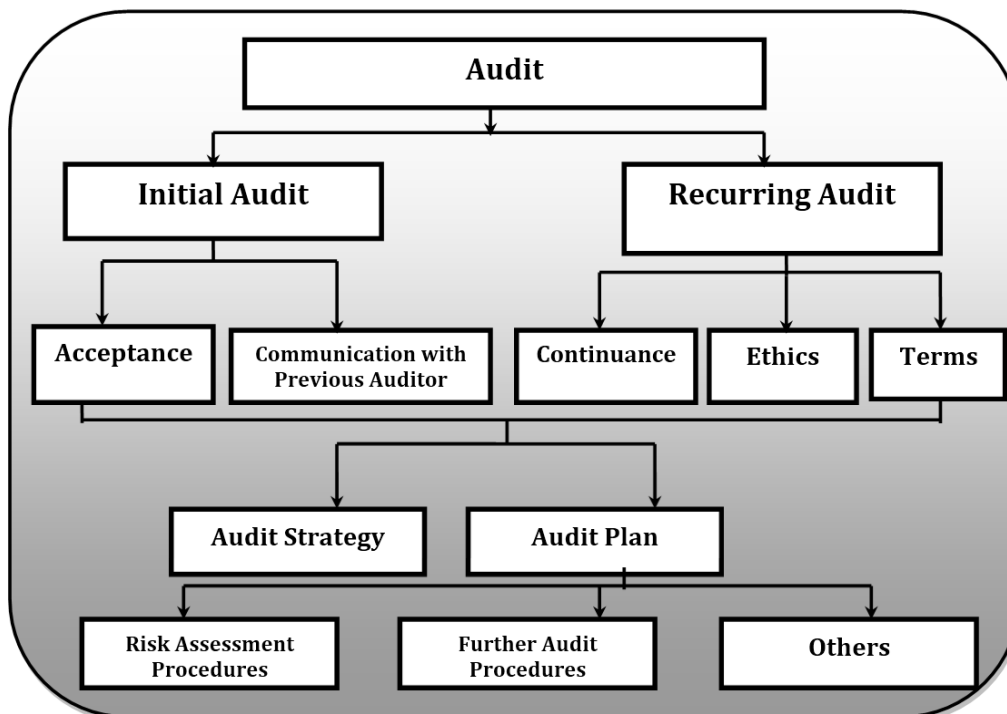 Audit
Initial Audit
Recurring Audit
Acceptance
Communication with
Previous Auditor
Continuance
Ethics
Terms
Audit Strategy
Audit Plan
Risk Assessment
Procedures
Further Audit
Procedures
Others